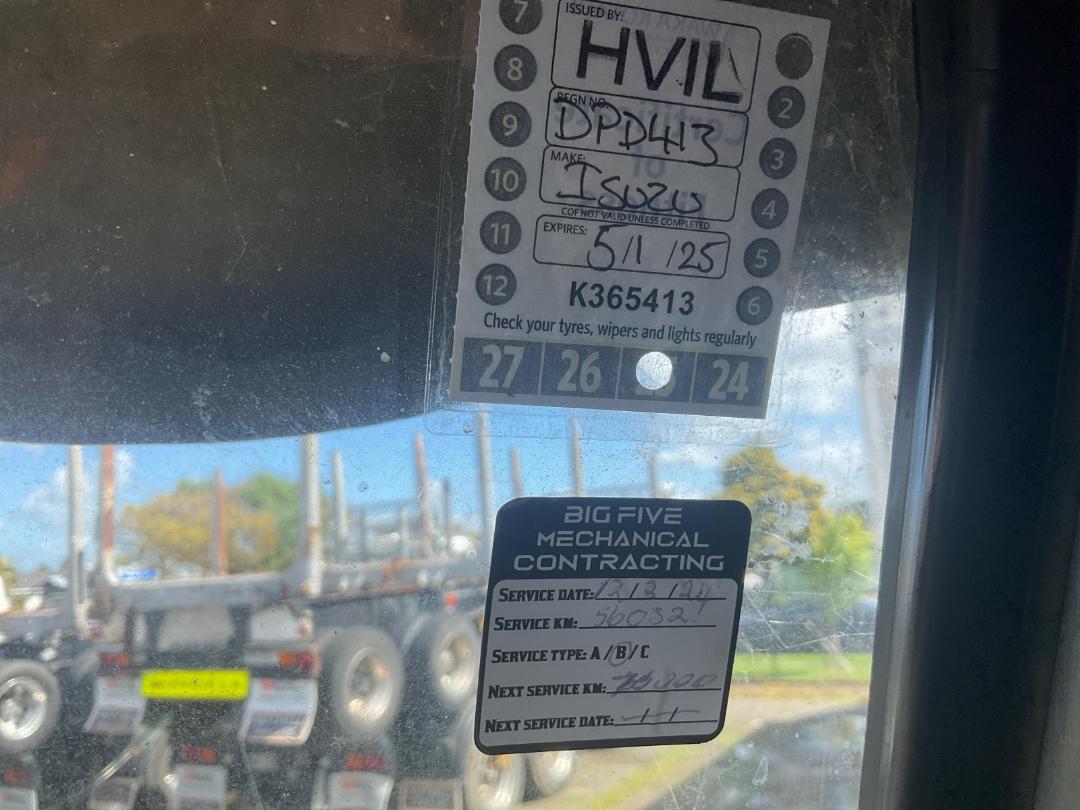 7
8
9
10
11
12
ISSUED BY:
HVIL
REGN NO.
DPD413
MAKE:
ISUZU
COF NOT VALID UNLESS COMPLETED
EXPIRES: 5/1/25
K365413
2
3
4
5
6
Check your tyres, wipers and lights regularly
27 26 24
BIG FIVE
MECHANICAL
CONTRACTING
SERVICE DATE: 12/2/24
SERVICE KM: 56032
SERVICE TYPE: A / B / C
NEXT SERVICE KM:
NEXT SERVICE DATE: / /